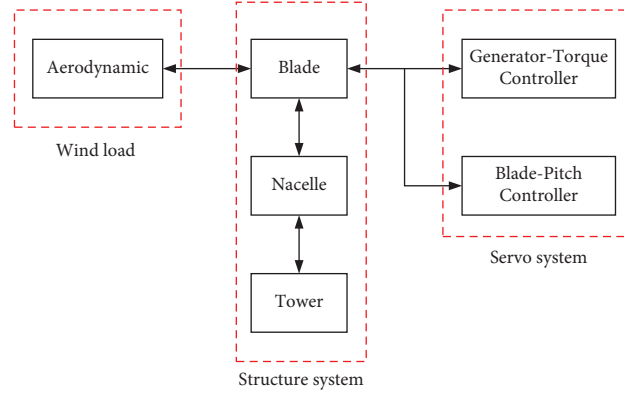 Aerodynamic
Wind load
Blade
Nacelle
Tower
Structure system
Generator-Torque
Controller
Blade-Pitch
Controller
Servo system